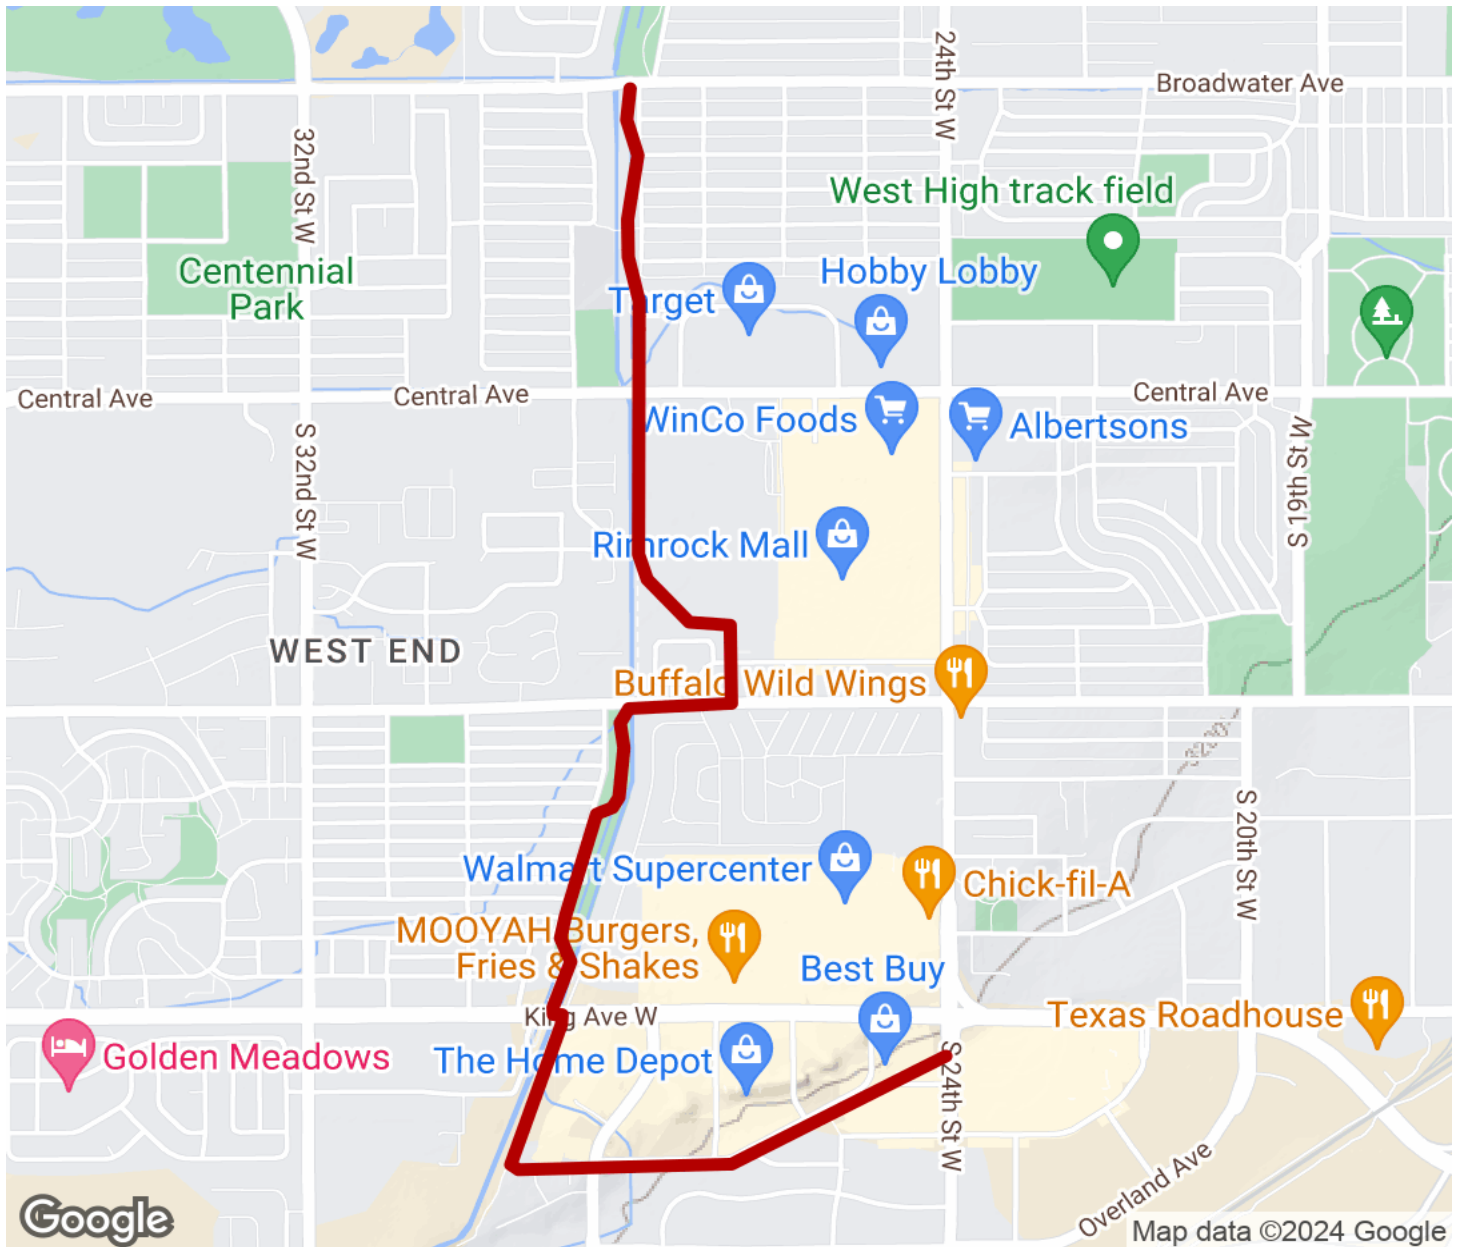 24th St W
Broadwater Ave
32nd St W
West High track field
Centennial
Park
Hobby Lobby
Target
Central Ave
Central Ave
Central Ave
WinCo Foods
Albertsons
S 32nd St W
S 19th St W
Rimrock Mall
WEST END
Buffalo Wild Wings
S 20th St W
Walmart Supercenter
Chick-fil-A
MOOYAH Burgers,
Fries & Shakes
Best Buy
King Ave W
Texas Roadhouse
Golden Meadows
The Home Depot
S 24th St W
Overland Ave
Google
Map data ©2024 Google